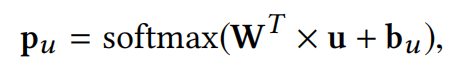 p_u = softmax(W^T × u + b_u),